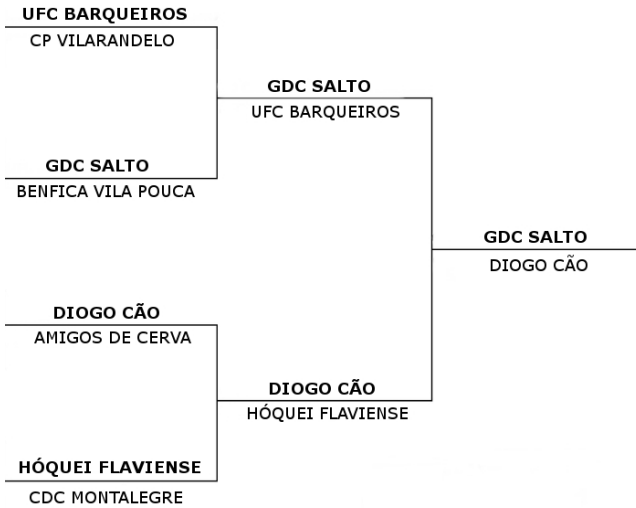 UFC BARQUEIROS
CP VILARANDELO
GDC SALTO
UFC BARQUEIROS
GDC SALTO
BENFICA VILA POUCA
GDC SALTO
DIOGO CÃO
DIOGO CÃO
AMIGOS DE CERVA
DIOGO CÃO
HÓQUEI FLAVIENSE
HÓQUEI FLAVIENSE
CDC MONTALEGRE